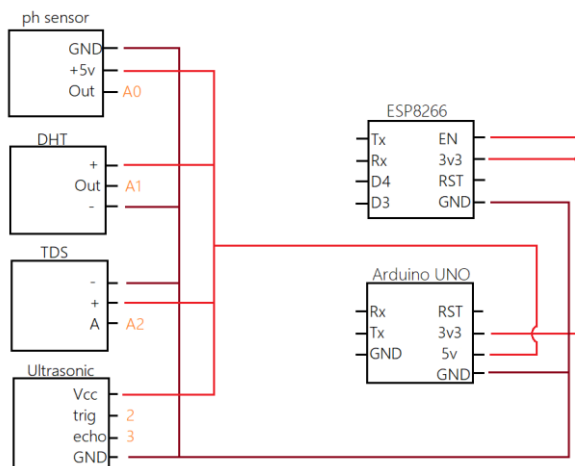 ph sensor
GND
+5v
Out A0
DHT
+
Out A1
-
TDS
-
+
A A2
Ultrasonic
Vcc
trig 2
echo 3
GND
ESP8266
Tx EN
Rx 3v3
D4 RST
D3 GND
Arduino UNO
Rx RST
Tx 3v3
GND 5v
GND